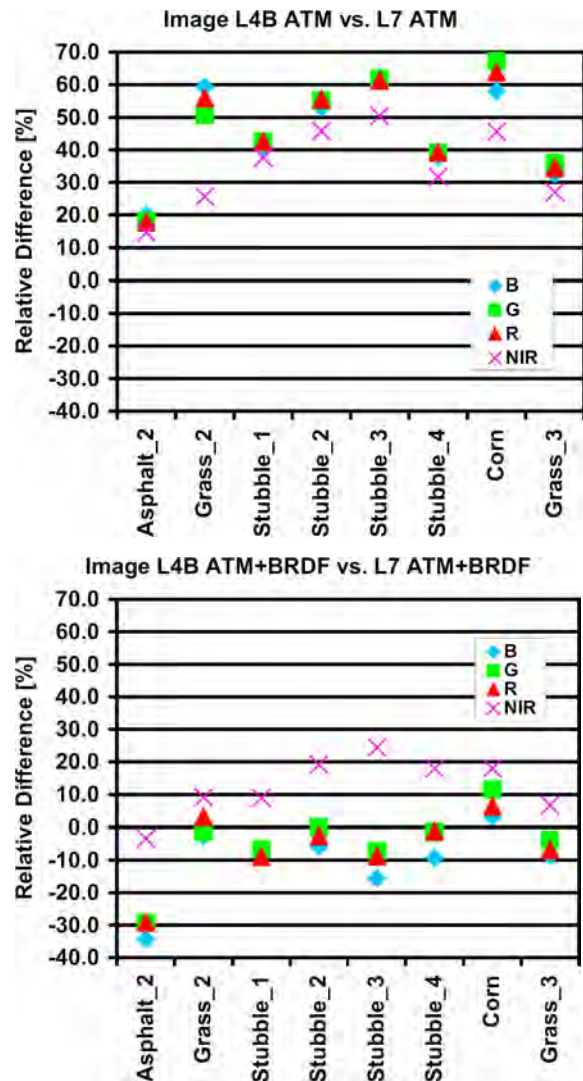 Image L4B ATM vs. L7 ATM
Relative Difference [%]
70.0
60.0
50.0
40.0
30.0
20.0
10.0
0.0
-10.0
-20.0
-30.0
-40.0
B
G
R
NIR
Asphalt_2
Grass_2
Stubble_1
Stubble_2
Stubble_3
Stubble_4
Corn
Grass_3
Image L4B ATM+BRDF vs. L7 ATM+BRDF
Relative Difference [%]
70.0
60.0
50.0
40.0
30.0
20.0
10.0
0.0
-10.0
-20.0
-30.0
-40.0
B
G
R
NIR
Asphalt_2
Grass_2
Stubble_1
Stubble_2
Stubble_3
Stubble_4
Corn
Grass_3